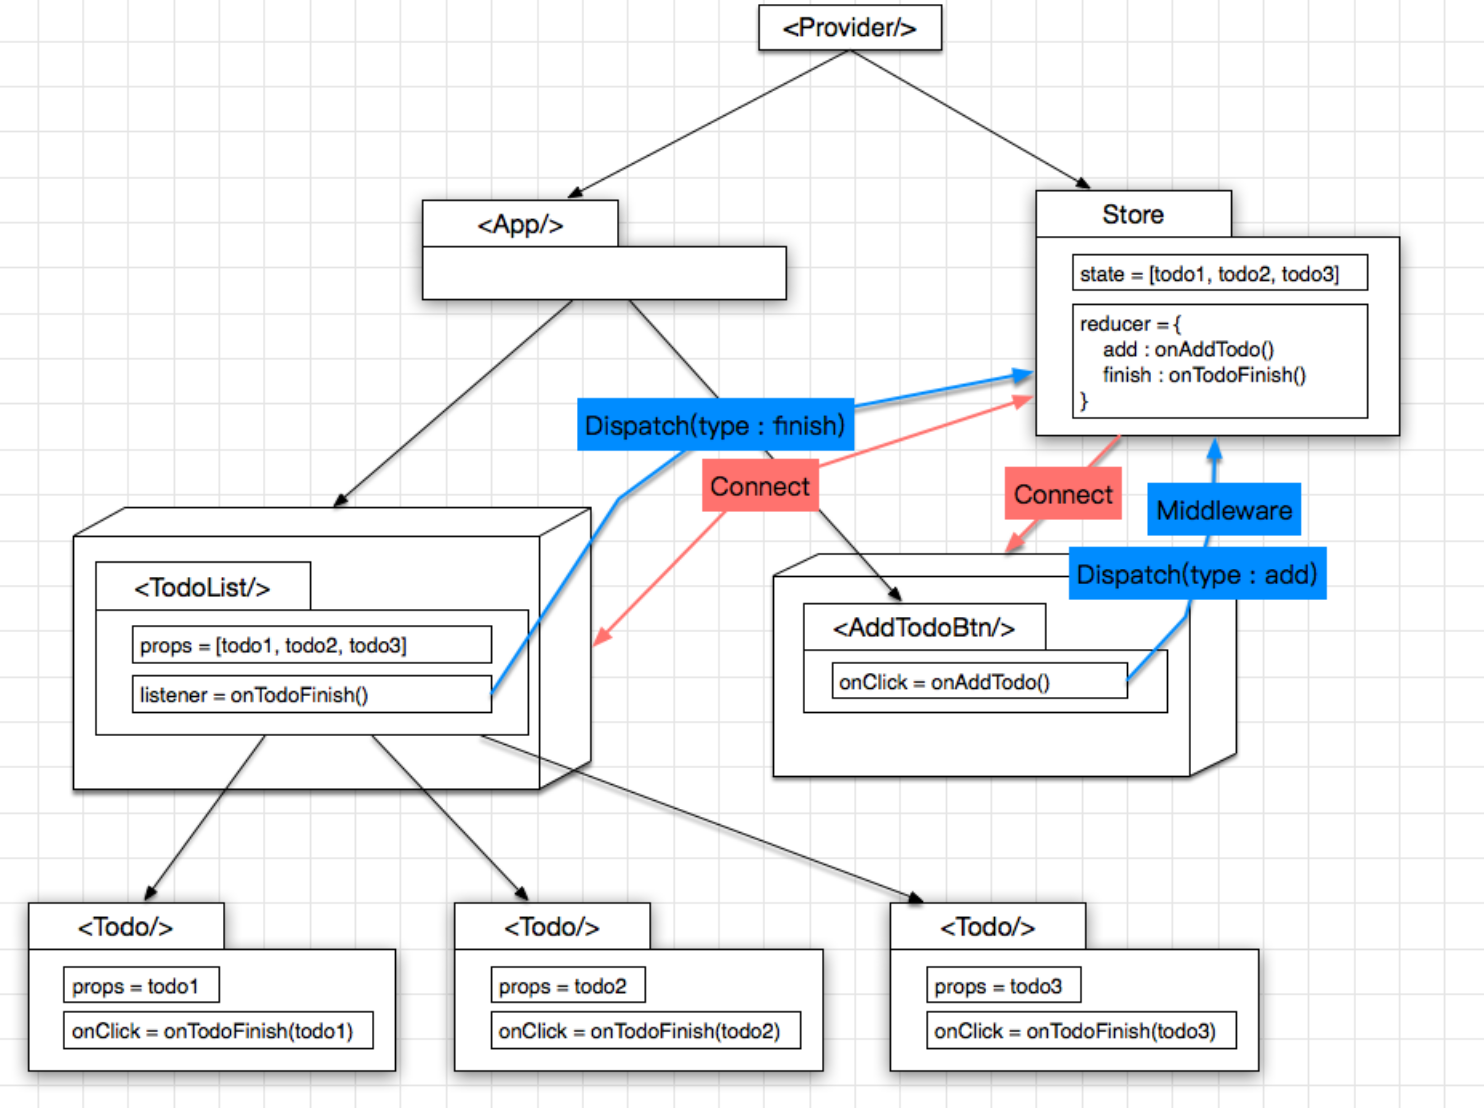 <Provider/>
<App/>
Store
state = [todo1, todo2, todo3]
reducer = {
add : onAddTodo()
finish : onTodoFinish()
}
Dispatch(type : finish)
Connect
Connect
Middleware
Dispatch(type : add)
<TodoList/>
props = [todo1, todo2, todo3]
listener = onTodoFinish()
<AddTodoBtn/>
onClick = onAddTodo()
<Todo/>
props = todo1
onClick = onTodoFinish(todo1)
<Todo/>
props = todo2
onClick = onTodoFinish(todo2)
<Todo/>
props = todo3
onClick = onTodoFinish(todo3)